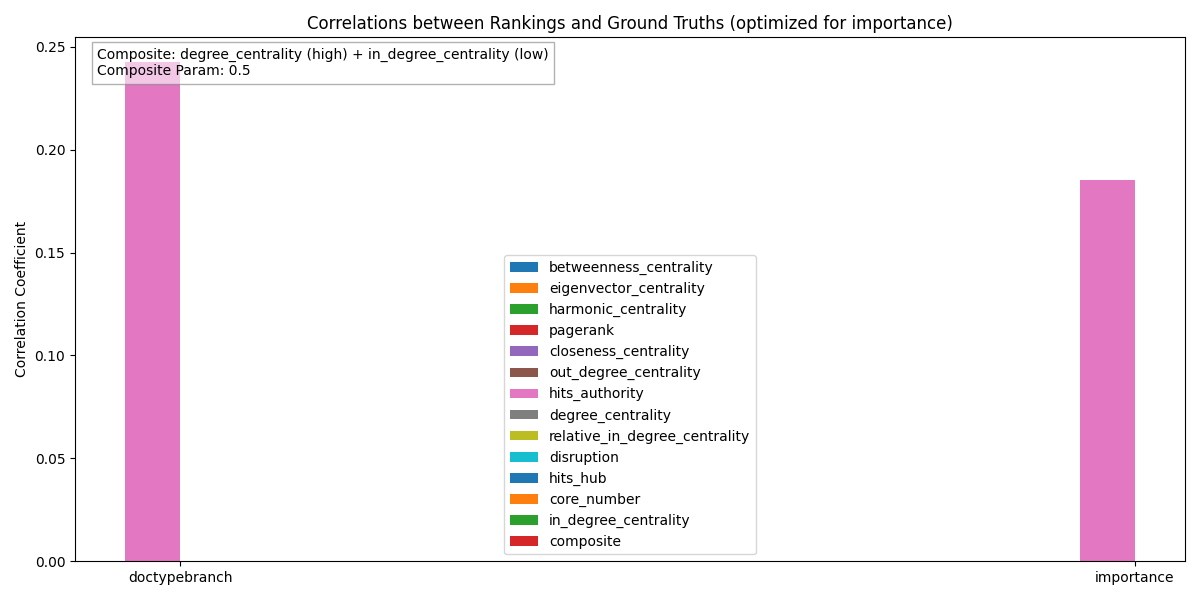 Correlations between Rankings and Ground Truths (optimized for importance)
Composite: degree_centrality (high) + in_degree_centrality (low)
Composite Param: 0.5
Correlation Coefficient
0.25
0.20
0.15
0.10
0.05
0.00
betweenness_centrality
eigenvector_centrality
harmonic_centrality
pagerank
closeness_centrality
out_degree_centrality
hits_authority
degree_centrality
relative_in_degree_centrality
disruption
hits_hub
core_number
in_degree_centrality
composite
doctypebranch
importance